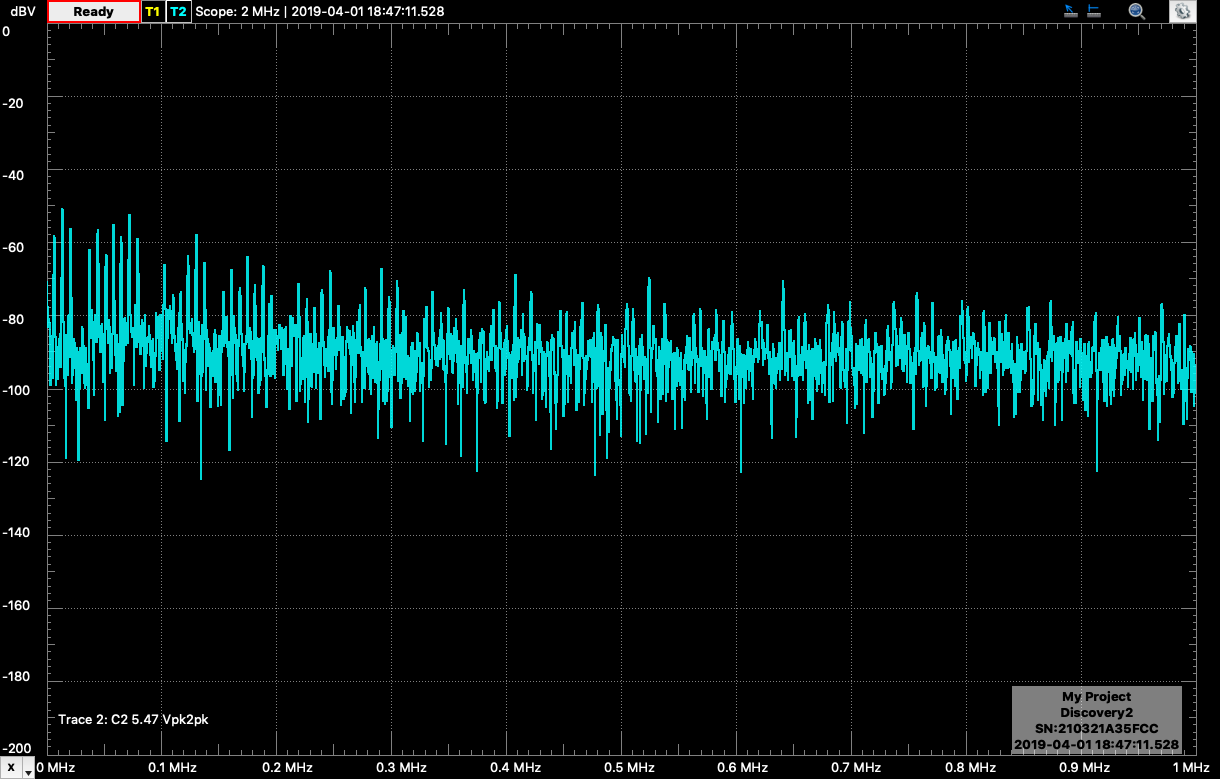 dBV Ready T1 T2 Scope: 2 MHz | 2019-04-01 18:47:11.528
0
-20
-40
-60
-80
-100
-120
-140
-160
-180
-200
Trace 2: C2 5.47 Vpk2pk
My Project
Discovery2
SN:210321A35FCC
2019-04-01 18:47:11.528
X 0 MHz 0.1 MHz 0.2 MHz 0.3 MHz 0.4 MHz 0.5 MHz 0.6 MHz 0.7 MHz 0.8 MHz 0.9 MHz 1 MHz